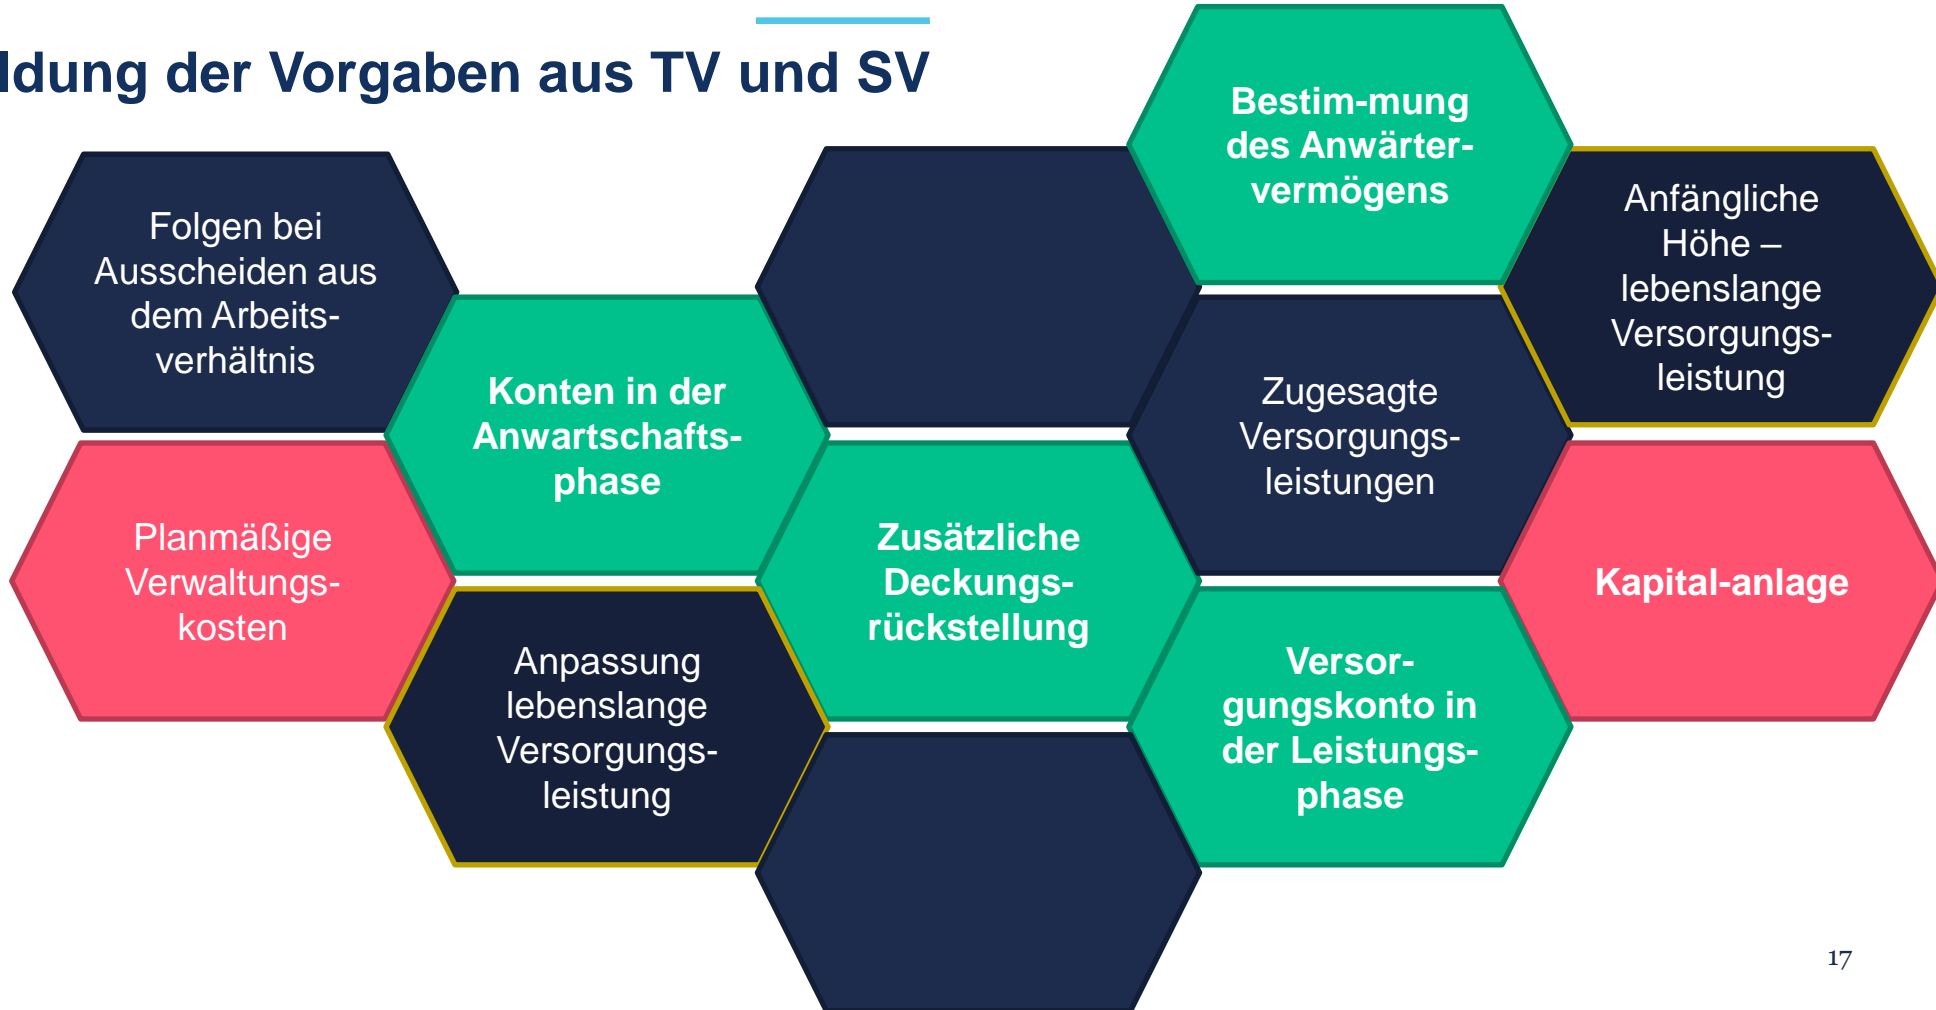 ldung der Vorgaben aus TV und SV
Folgen bei
Ausscheiden aus
dem Arbeits-
verhältnis
Planmäßige
Verwaltungs-
kosten
Konten in der
Anwartschafts-
phase
Anpassung
lebenslange
Versorgungs-
leistung
Zusätzliche
Deckungs-
rückstellung
Bestim-mung
des Anwärter-
vermögens
Zugesagte
Versorgungs-
leistungen
Versor-
gungskonto in
der Leistungs-
phase
Anfängliche
Höhe –
lebenslange
Versorgungs-
leistung
Kapital-anlage
17